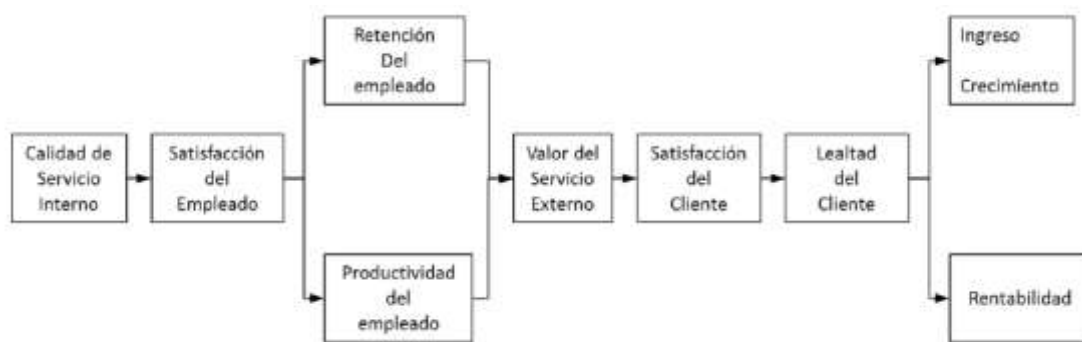 Retención
Del
empleado
Ingreso
Crecimiento
Calidad de
Servicio
Interno
Satisfacción
del
Empleado
Valor del
Servicio
Externo
Satisfacción
del
Cliente
Lealtad
del
Cliente
Productividad
del
empleado
Rentabilidad